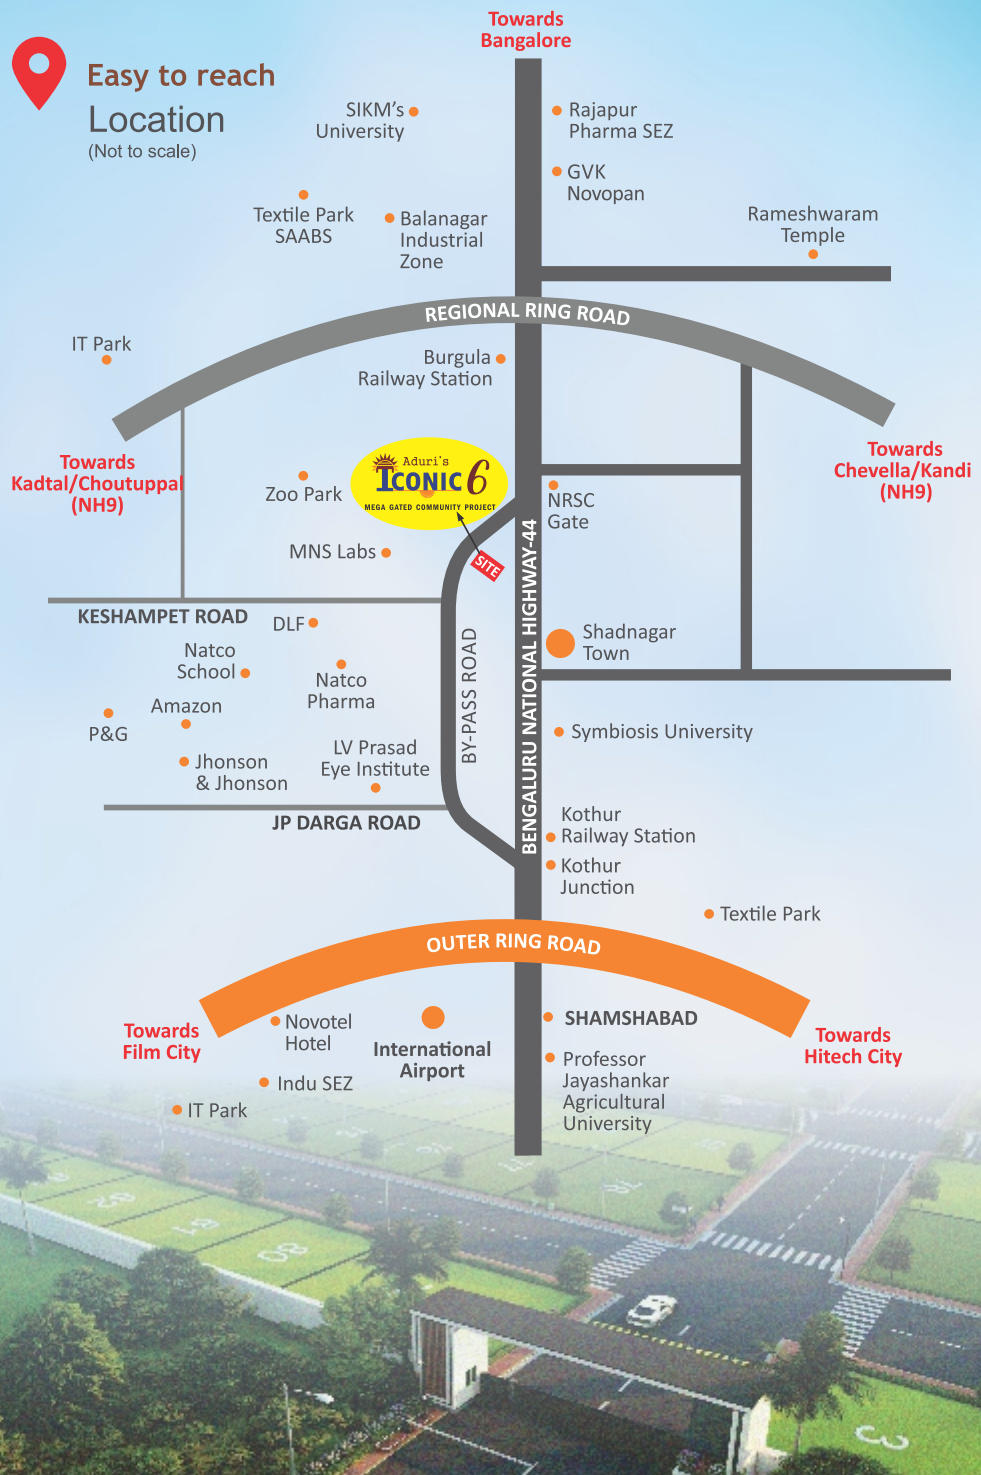 Towards
Bangalore
Easy to reach
Location
(Not to scale)
SIKM's
University
Rajapur
Pharma SEZ
GVK
Novopan
Textile Park
SAABS
Balanagar
Industrial
Zone
Rameshwaram
Temple
REGIONAL RING ROAD
IT Park
Burgula
Railway Station
Towards
Kadtal/Choutuppal
(NH9)
Towards
Chevella/Kandi
(NH9)
Zoo Park
Aduri's
ICONIC 6
MEGA GATED COMMUNITY PROJECT
SITE
NRSC
Gate
MNS Labs
BENGALURU NATIONAL HIGHWAY-44
KESHAMPET ROAD
DLF
Shadnagar
Town
Natco
School
Natco
Pharma
BY-PASS ROAD
Amazon
P&G
Symbiosis University
LV Prasad
Eye Institute
Jhonson
& Jhonson
JP DARGA ROAD
Kothur
Railway Station
Kothur
Junction
Textile Park
OUTER RING ROAD
Towards
Film City
Novotel
Hotel
International
Airport
SHAMSHABAD
Towards
Hitech City
Indu SEZ
IT Park
Professor
Jayashankar
Agricultural
University
3